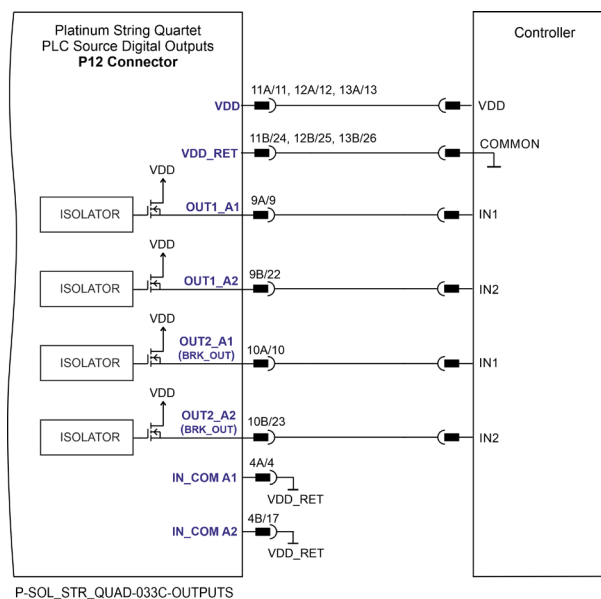 Platinum String Quartet
PLC Source Digital Outputs
P12 Connector
Controller
VDD
11A/11, 12A/12, 13A/13
VDD
VDD_RET
11B/24, 12B/25, 13B/26
COMMON
VDD
ISOLATOR
OUT1_A1
9A/9
IN1
VDD
ISOLATOR
OUT1_A2
9B/22
IN2
VDD
ISOLATOR
OUT2_A1
(BRK_OUT)
10A/10
IN1
VDD
ISOLATOR
OUT2_A2
(BRK_OUT)
10B/23
IN2
IN_COM A1
4A/4
VDD_RET
IN_COM A2
4B/17
VDD_RET
P-SOL_STR_QUAD-033C-OUTPUTS